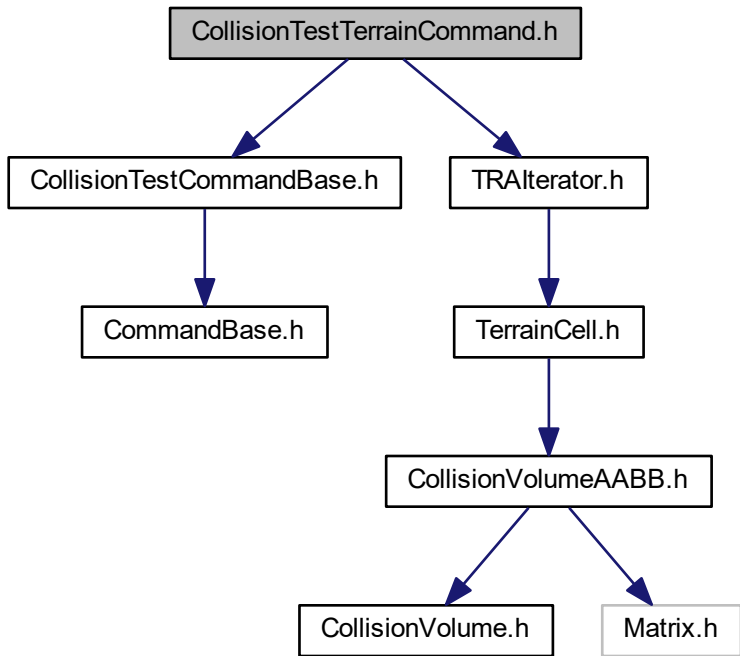 CollisionTestTerrainCommand.h
CollisionTestCommandBase.h
TRAIterator.h
CommandBase.h
TerrainCell.h
CollisionVolumeAABB.h
CollisionVolume.h
Matrix.h